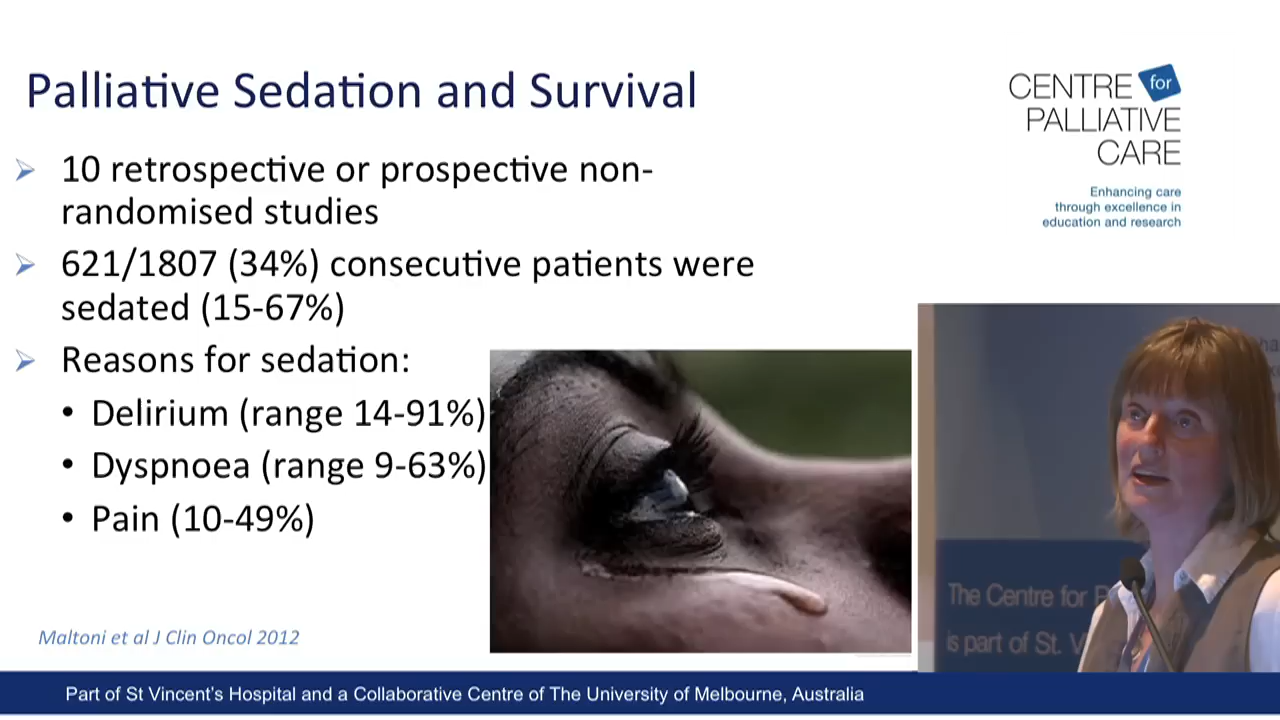 Palliative Sedation and Survival
CENTRE for
PALLIATIVE
CARE
Enhancing care
through excellence in
education and research
➢ 10 retrospective or prospective non-
randomised studies
➢ 621/1807 (34%) consecutive patients were
sedated (15-67%)
➢ Reasons for sedation:
• Delirium (range 14-91%)
• Dyspnoea (range 9-63%)
• Pain (10-49%)
The Centre for
is part of St.
Maltoni et al J Clin Oncol 2012
Part of St Vincent's Hospital and a Collaborative Centre of The University of Melbourne, Australia